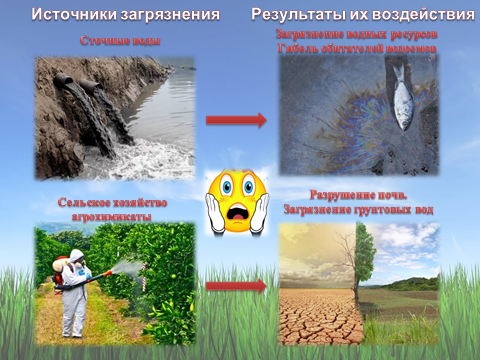 Источники загрязнения
Результаты их воздействия
Сточные воды
Загрязнение водных ресурсов
Гибель обитателей водоемов
Сельское хозяйство
агрохимикаты
Разрушение почв.
Загрязнение грунтовых вод